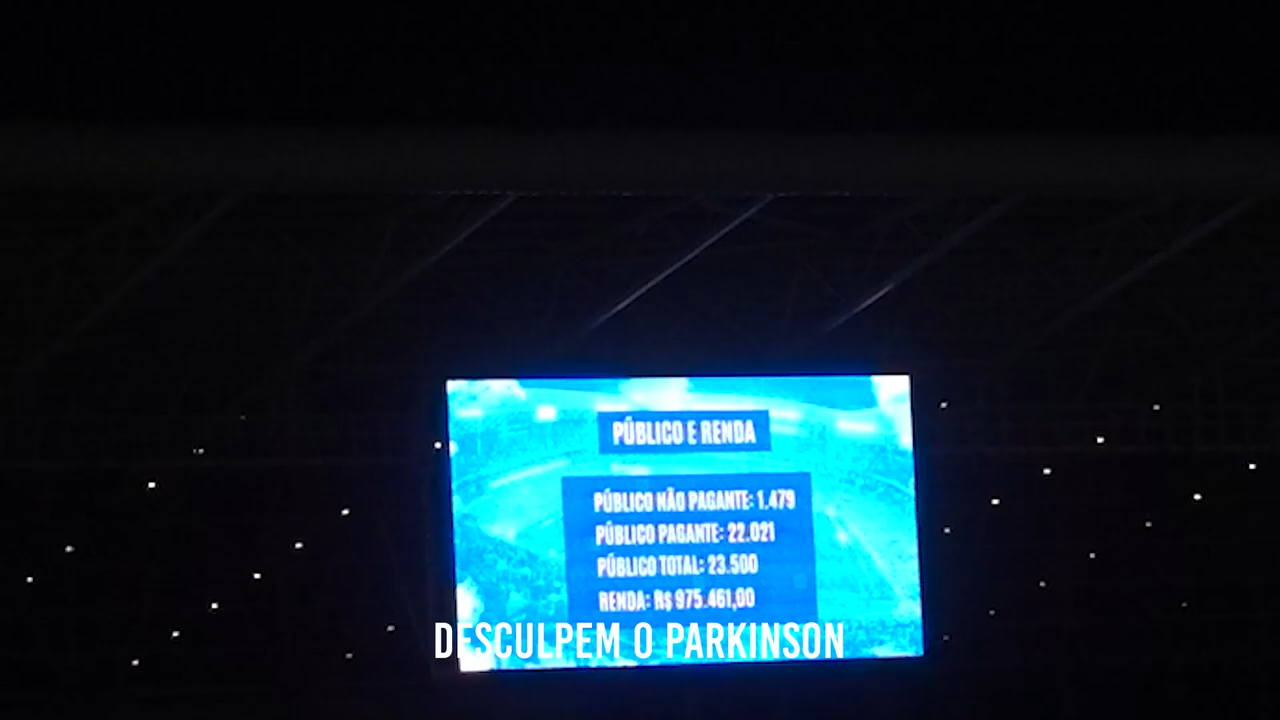 PÚBLICO E RENDA
PÚBLICO NÃO PAGANTE: 1.479
PÚBLICO PAGANTE: 22.021
PÚBLICO TOTAL: 23.500
RENDA: R$ 975.461,00
DESCULPEM O PARKINSON